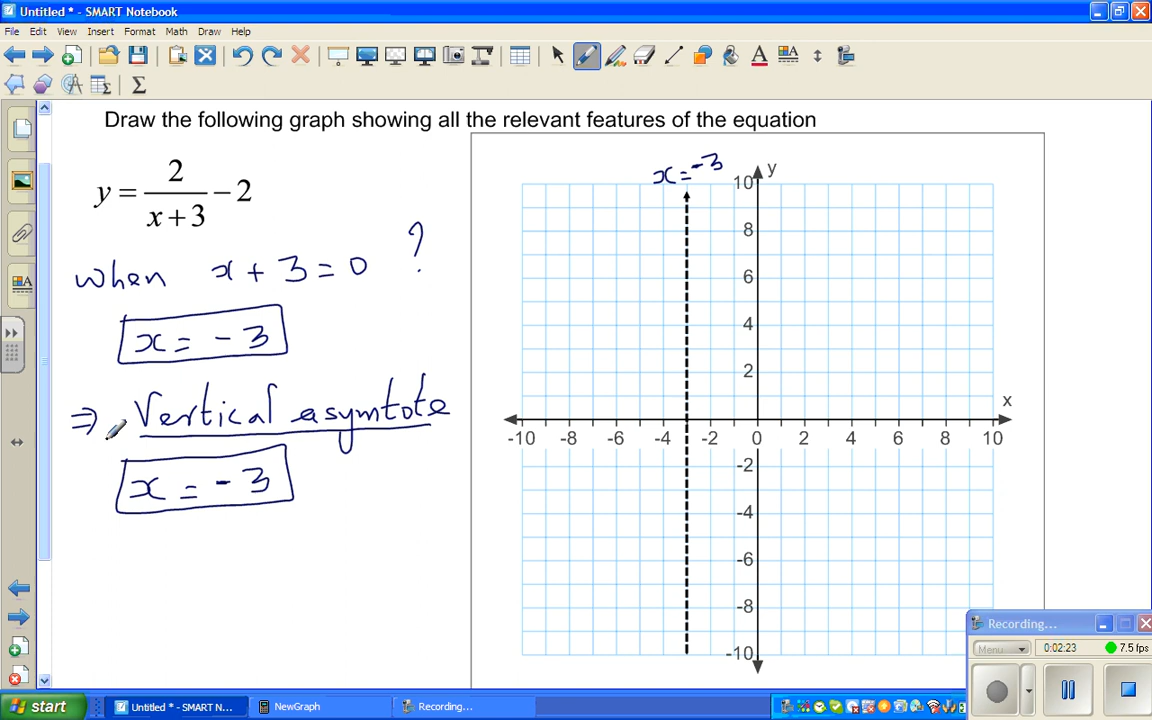 Untitled * - SMART Notebook
File Edit View Insert Format Math Draw Help
Draw the following graph showing all the relevant features of the equation
y = 2/(x+3) − 2
when x + 3 = 0 ?
x = - 3
⇒ Vertical asymtote
x = - 3
x = -3
y
x
10
8
6
4
2
-10 -8 -6 -4 -2 0 2 4 6 8 10
-2
-4
-6
-8
-10
Recording...
Menu
0:02:23
7.5 fps
start
Untitled * - SMART N...
NewGraph
Recording...